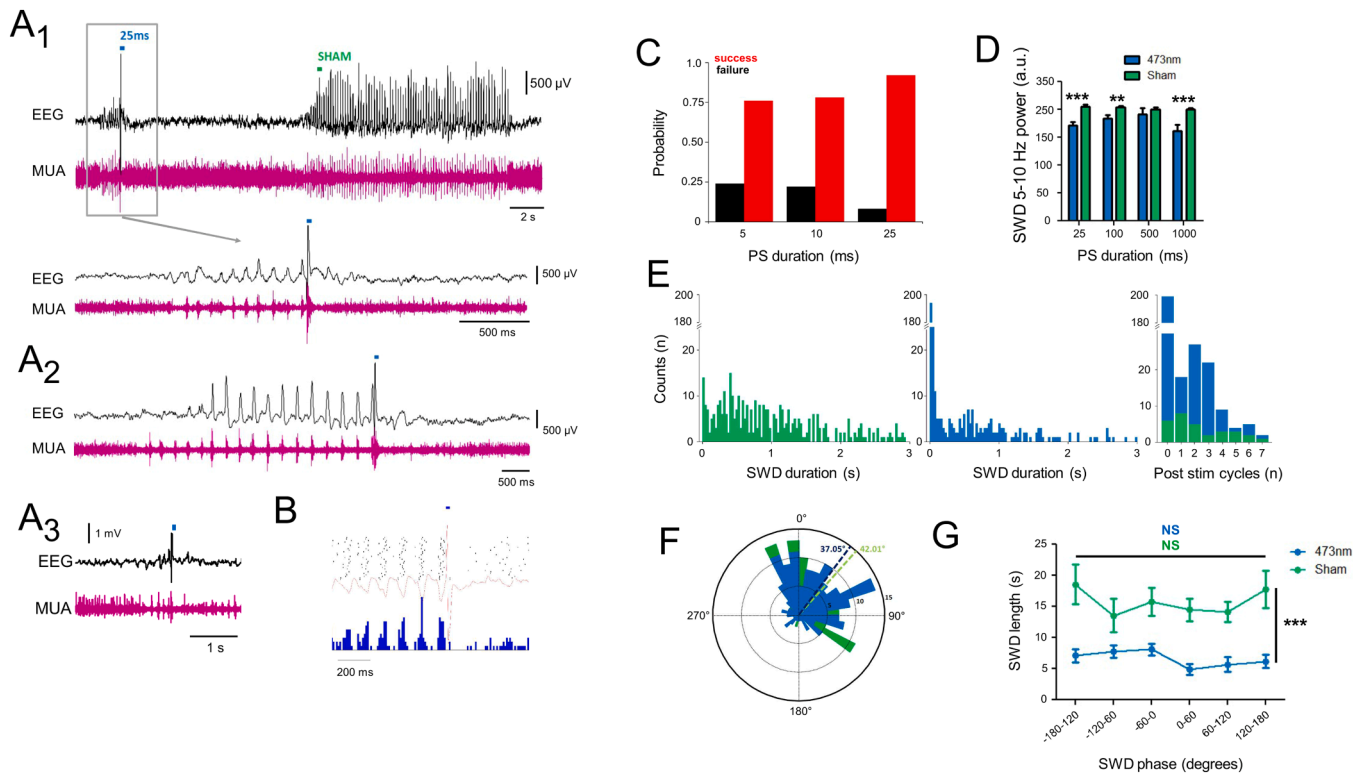 A1
25ms
SHAM
500 µV
EEG
MUA
2 s
EEG
500 µV
MUA
500 ms
A2
EEG
500 µV
MUA
500 ms
A3
1 mV
EEG
MUA
1 s
B
200 ms
C
success
failure
1.0
0.75
0.50
0.25
0
Probability
5 10 25
PS duration (ms)
D
473nm
Sham
350
300
250
200
150
100
50
0
SWD 5-10 Hz power (a.u.)
*** ** ***
25 100 500 1000
PS duration (ms)
E
200
180
20
10
0
Counts (n)
0 1 2 3
SWD duration (s)
200
180
20
10
0
0 1 2 3
SWD duration (s)
200
180
20
10
0
0 1 2 3 4 5 6 7
Post stim cycles (n)
F
0°
37.05°
42.01°
5 10 15
270°
90°
180°
G
NS
NS
473nm
Sham
25
20
15
10
5
0
SWD length (s)
***
-180-120 -120-60 -60-0 0-60 60-120 120-180
SWD phase (degrees)